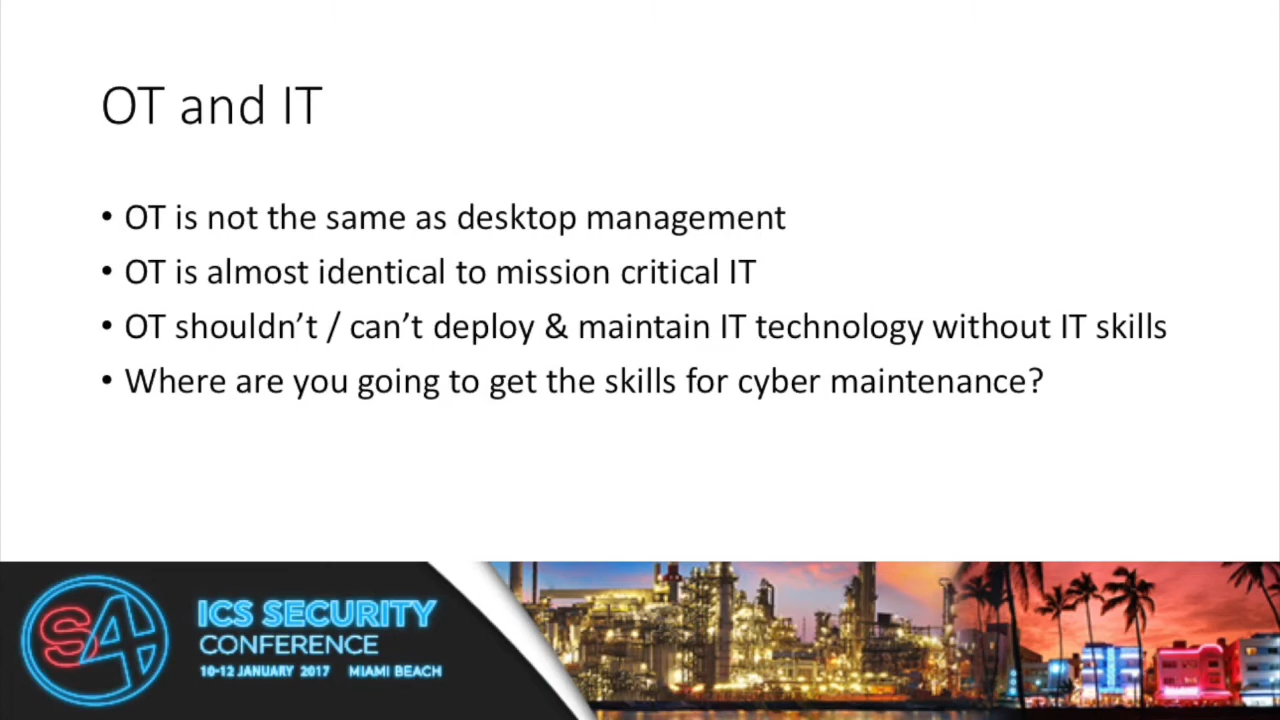 OT and IT
• OT is not the same as desktop management
• OT is almost identical to mission critical IT
• OT shouldn’t / can’t deploy & maintain IT technology without IT skills
• Where are you going to get the skills for cyber maintenance?
S4
ICS SECURITY
CONFERENCE
10-12 JANUARY 2017 MIAMI BEACH